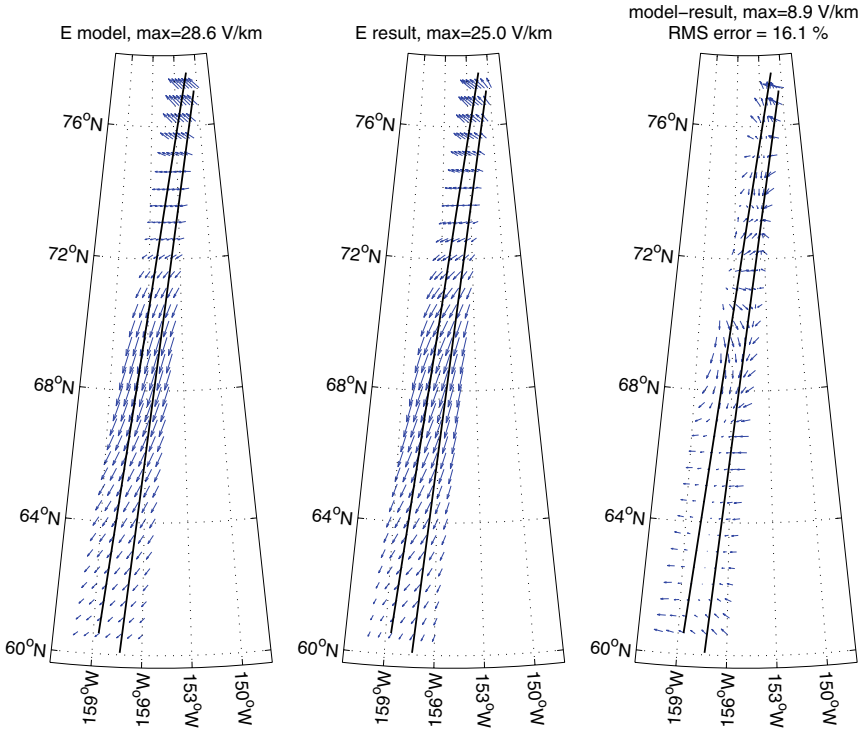 E model, max=28.6 V/km
76°N
72°N
68°N
64°N
60°N
159°W
156°W
153°W
150°W
E result, max=25.0 V/km
76°N
72°N
68°N
64°N
60°N
159°W
156°W
153°W
150°W
model−result, max=8.9 V/km
RMS error = 16.1 %
76°N
72°N
68°N
64°N
60°N
159°W
156°W
153°W
150°W